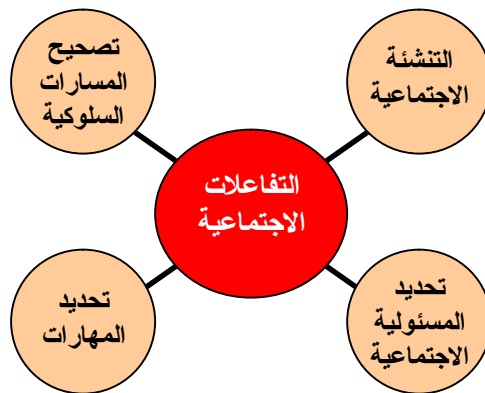 التنشئة
الاجتماعية
تصحيح
المسارات
السلوكية
التفاعلات
الاجتماعية
تحديد
المسئولية
الاجتماعية
تحديد
المهارات